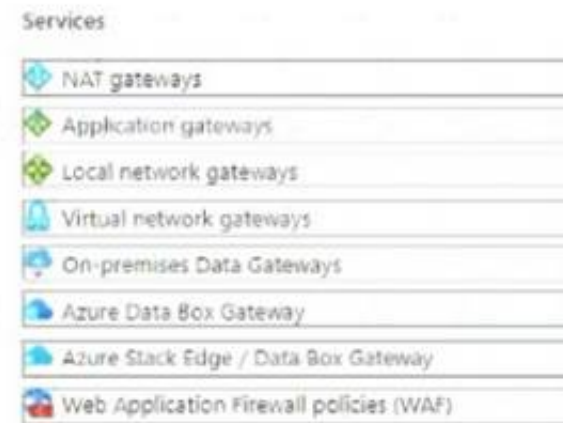 Services
NAT gateways
Application gateways
Local network gateways
Virtual network gateways
On-premises Data Gateways
Azure Data Box Gateway
Azure Stack Edge / Data Box Gateway
Web Application Firewall policies (WAF)